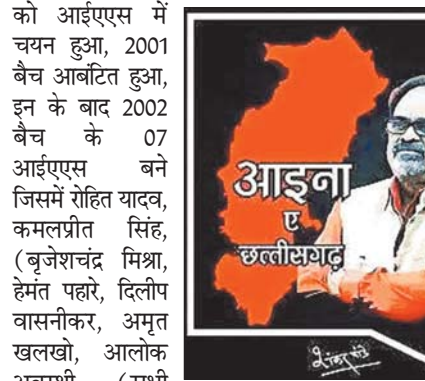 को आईएएस में
चयन हुआ, 2001
बैच आबंटित हुआ,
इन के बाद 2002
बैच के 07
आईएएस बने
जिसमें रोहित यादव,
कमलप्रीत सिंह,
(बृजेशचंद्र मिश्रा,
हेमंत पहारे, दिलीप
वासनीकर, अमृत
खलखो, आलोक
आइना
ए
छत्तीसगढ़